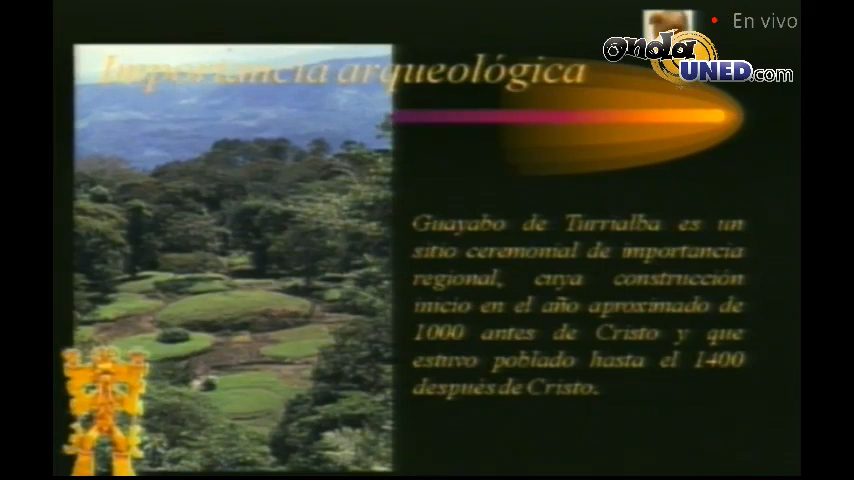 En vivo
onda
UNED.com
Importancia arqueológica
Guayabo de Turrialba es un
sitio ceremonial de importancia
regional, cuya construcción
inicio en el año aproximado de
1000 antes de Cristo y que
estuvo poblado hasta el 1400
después de Cristo.